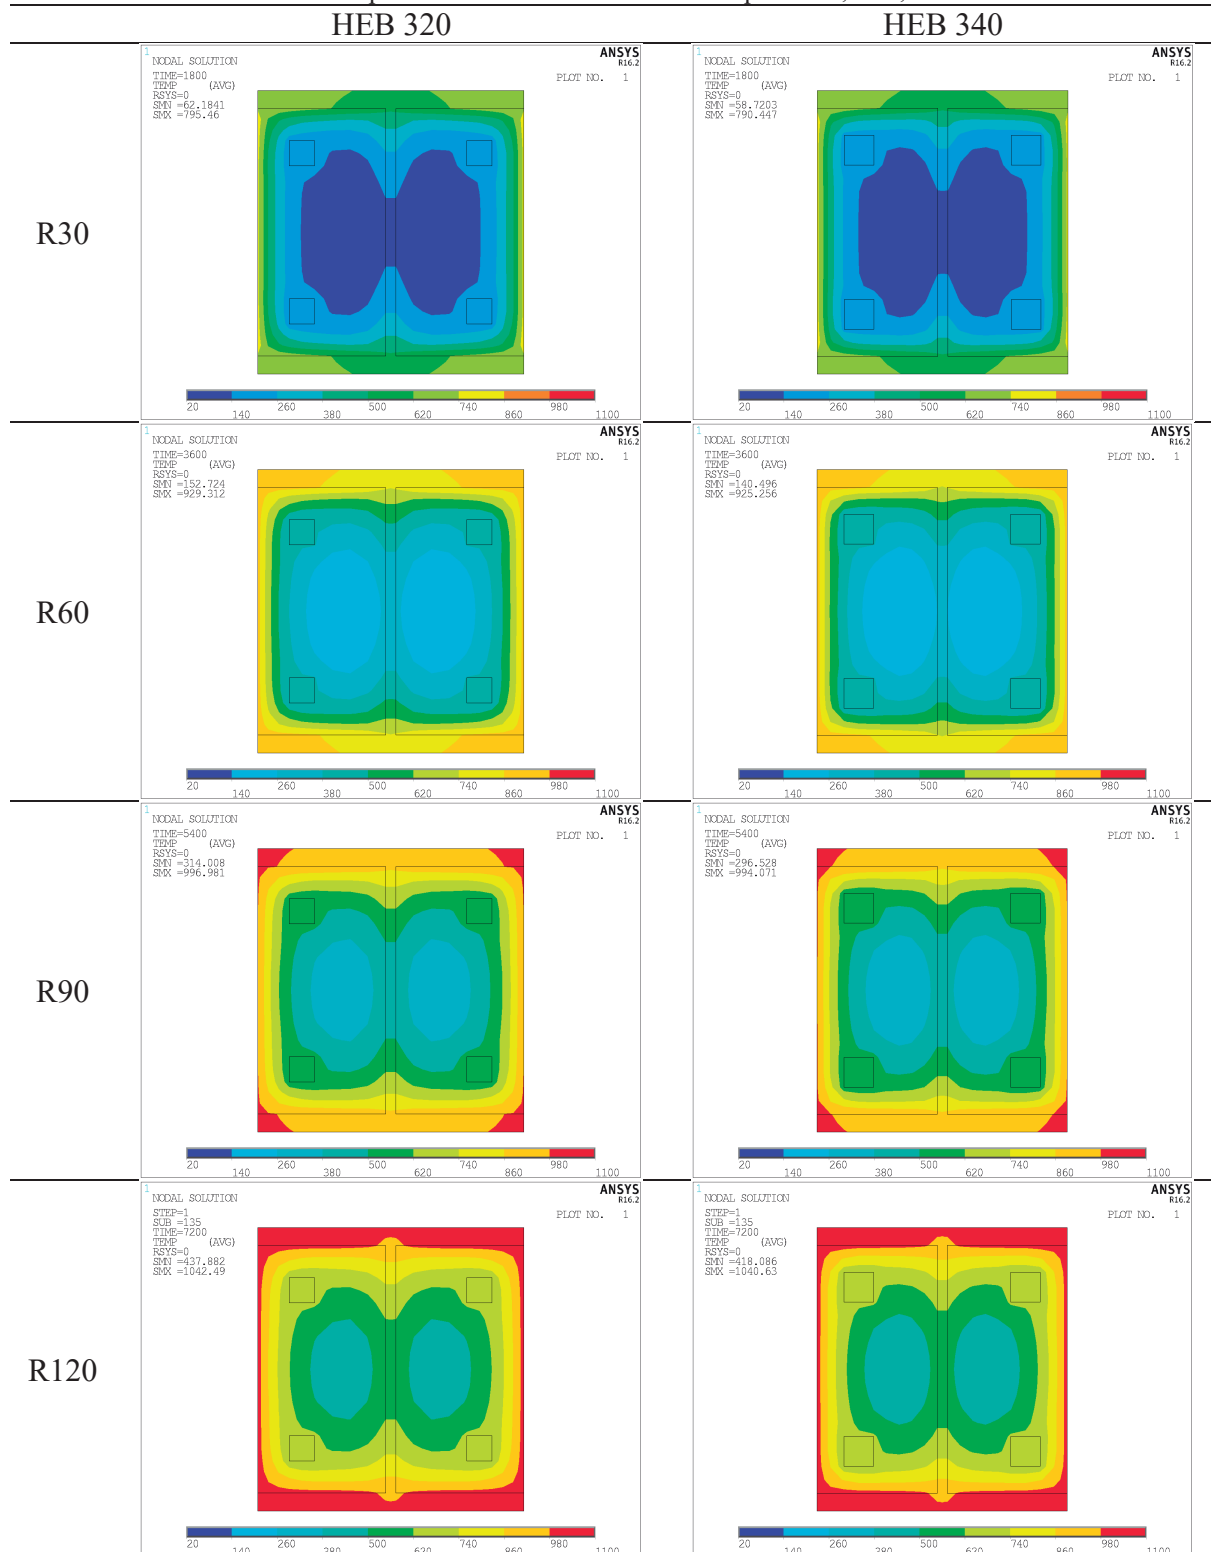 HEB 320 HEB 340
R30
1
NODAL SOLUTION
TIME=1800
TEMP (AVG)
RSYS=0
SMN =62.1841
SMX =795.46
ANSYS
R16.2
PLOT NO. 1
20 140 260 380 500 620 740 860 980 1100
1
NODAL SOLUTION
TIME=1800
TEMP (AVG)
RSYS=0
SMN =58.7203
SMX =790.447
ANSYS
R16.2
PLOT NO. 1
20 140 260 380 500 620 740 860 980 1100
R60
1
NODAL SOLUTION
TIME=3600
TEMP (AVG)
RSYS=0
SMN =152.724
SMX =929.312
ANSYS
R16.2
PLOT NO. 1
20 140 260 380 500 620 740 860 980 1100
1
NODAL SOLUTION
TIME=3600
TEMP (AVG)
RSYS=0
SMN =140.496
SMX =925.256
ANSYS
R16.2
PLOT NO. 1
20 140 260 380 500 620 740 860 980 1100
R90
1
NODAL SOLUTION
TIME=5400
TEMP (AVG)
RSYS=0
SMN =314.008
SMX =996.981
ANSYS
R16.2
PLOT NO. 1
20 140 260 380 500 620 740 860 980 1100
1
NODAL SOLUTION
TIME=5400
TEMP (AVG)
RSYS=0
SMN =296.528
SMX =994.071
ANSYS
R16.2
PLOT NO. 1
20 140 260 380 500 620 740 860 980 1100
R120
1
NODAL SOLUTION
STEP=1
SUB =135
TIME=7200
TEMP (AVG)
RSYS=0
SMN =437.882
SMX =1042.49
ANSYS
R16.2
PLOT NO. 1
20 140 260 380 500 620 740 860 980 1100
1
NODAL SOLUTION
STEP=1
SUB =135
TIME=7200
TEMP (AVG)
RSYS=0
SMN =418.086
SMX =1040.63
ANSYS
R16.2
PLOT NO. 1
20 140 260 380 500 620 740 860 980 1100